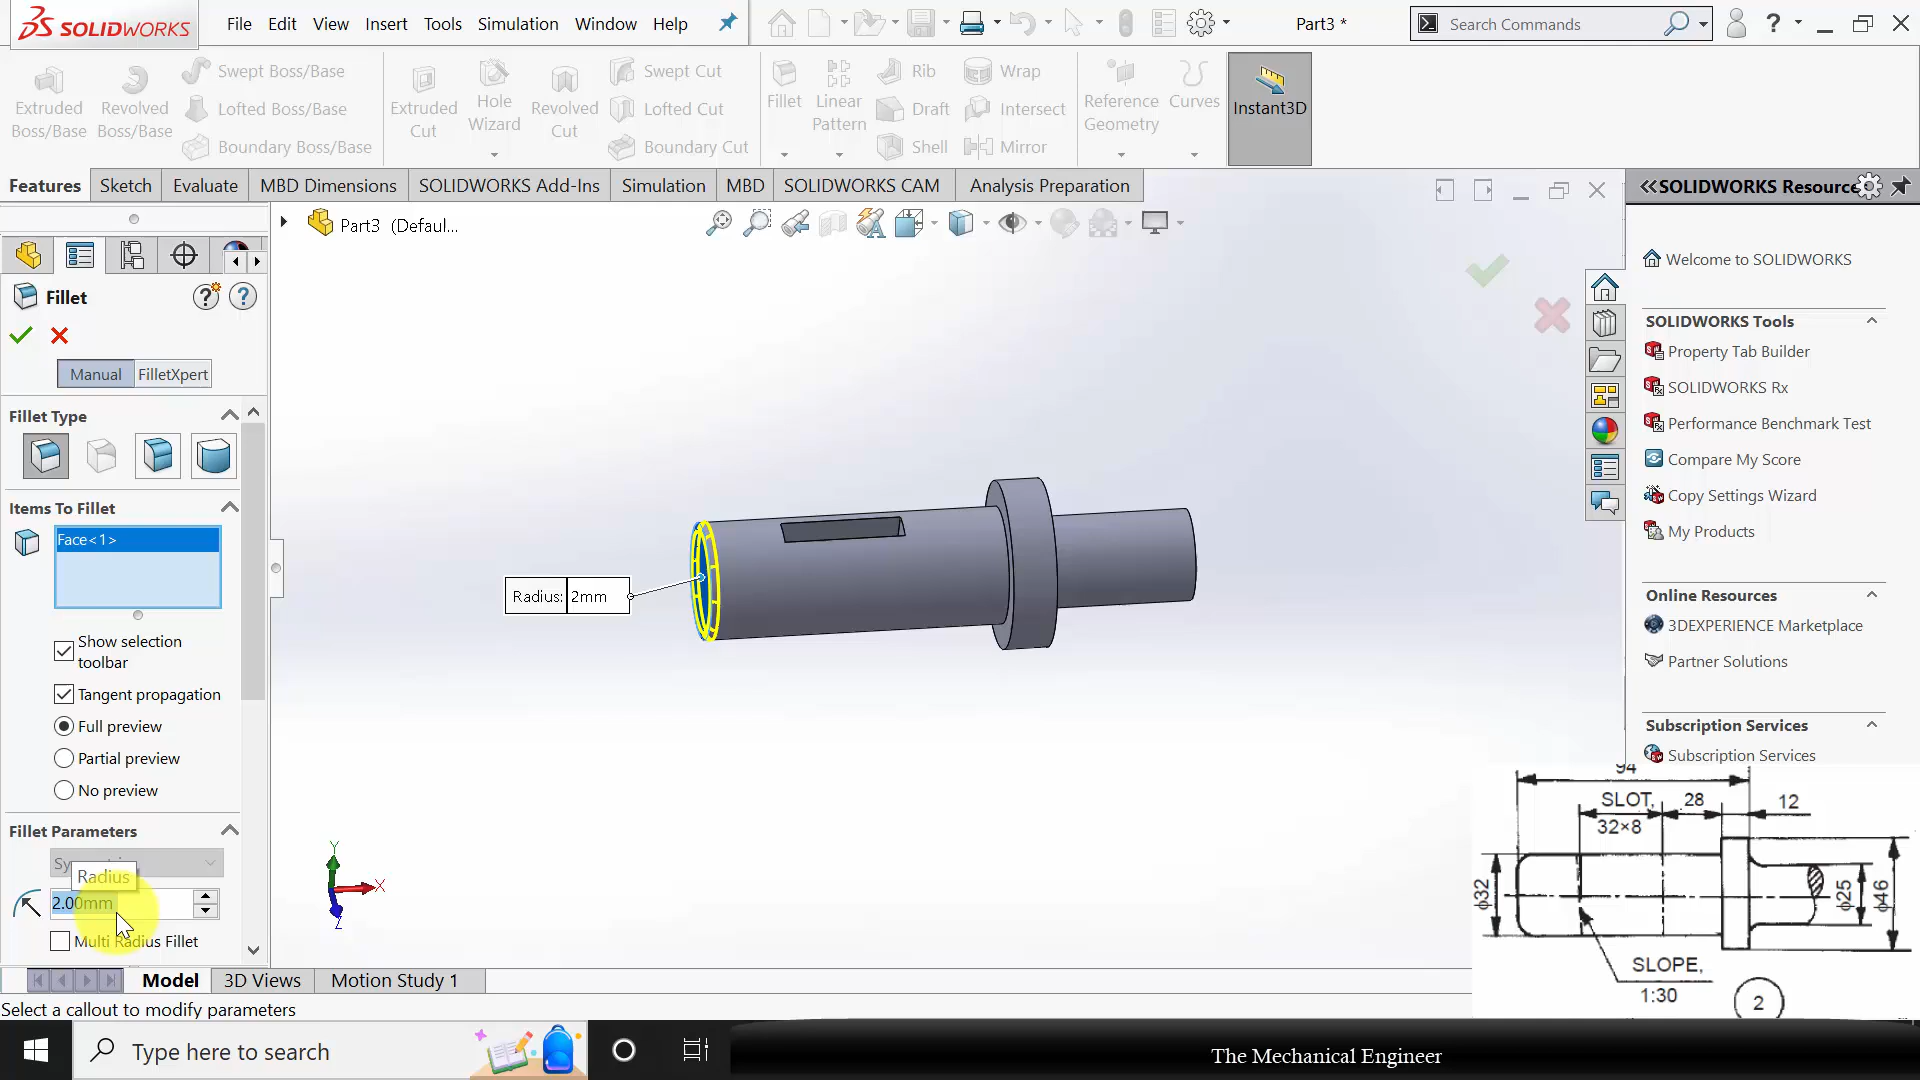 SOLIDWORKS
File Edit View Insert Tools Simulation Window Help
Part3 *
Search Commands
Extruded Boss/Base
Revolved Boss/Base
Swept Boss/Base
Lofted Boss/Base
Boundary Boss/Base
Extruded Cut
Hole Wizard
Revolved Cut
Swept Cut
Lofted Cut
Boundary Cut
Fillet
Linear Pattern
Rib
Draft
Shell
Wrap
Intersect
Mirror
Reference Geometry
Curves
Instant3D
Features Sketch Evaluate MBD Dimensions SOLIDWORKS Add-Ins Simulation MBD SOLIDWORKS CAM Analysis Preparation
Part3 (Defaul...
Fillet
Manual FilletXpert
Fillet Type
Items To Fillet
Face<1>
Show selection
toolbar
Tangent propagation
Full preview
Partial preview
No preview
Fillet Parameters
Sy
Radius
2.00mm
Multi Radius Fillet
Radius: 2mm
Y
X
Z
SOLIDWORKS Resource
Welcome to SOLIDWORKS
SOLIDWORKS Tools
Property Tab Builder
SOLIDWORKS Rx
Performance Benchmark Test
Compare My Score
Copy Settings Wizard
My Products
Online Resources
3DEXPERIENCE Marketplace
Partner Solutions
Subscription Services
Subscription Services
94
SLOT,
32×8
28
12
ϕ32
ϕ25
ϕ46
SLOPE,
1:30
2
Model 3D Views Motion Study 1
Select a callout to modify parameters
Type here to search
The Mechanical Engineer